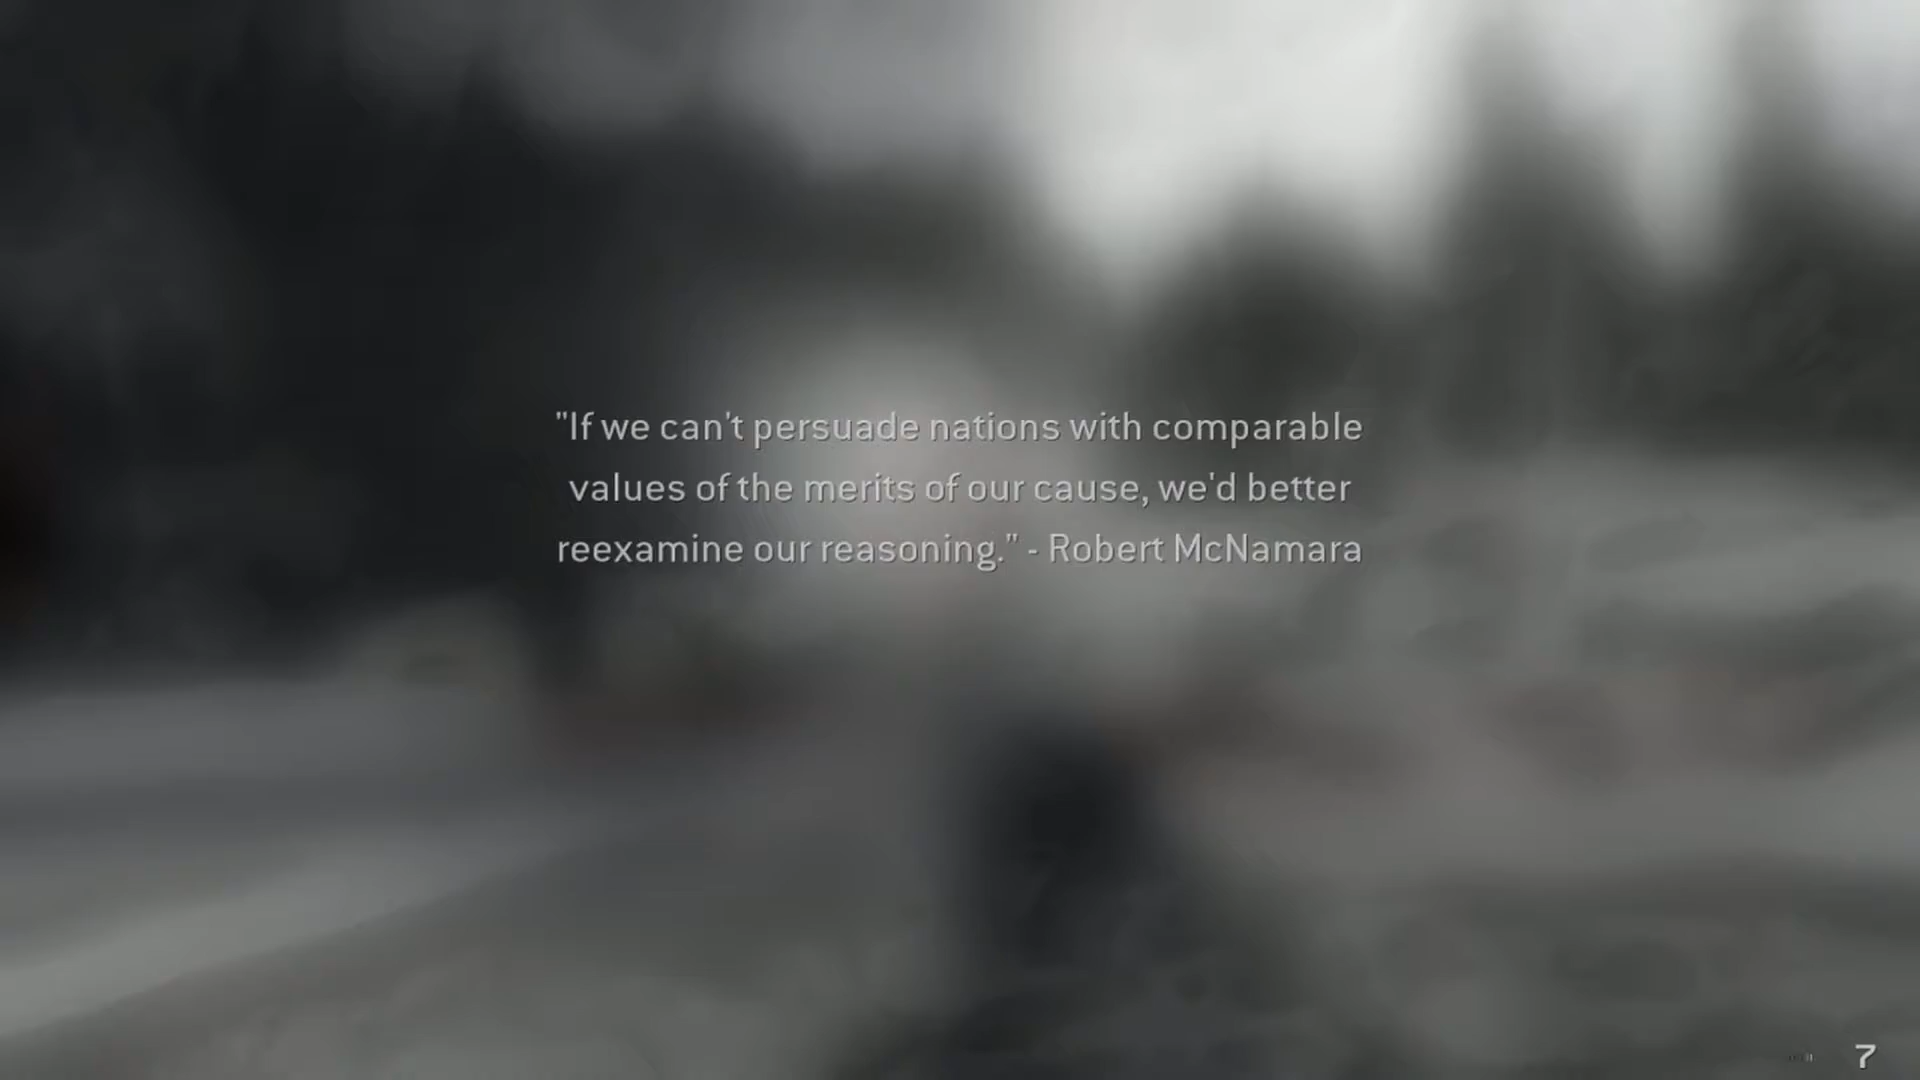 "If we can't persuade nations with comparable
values of the merits of our cause, we'd better
reexamine our reasoning." - Robert McNamara
7